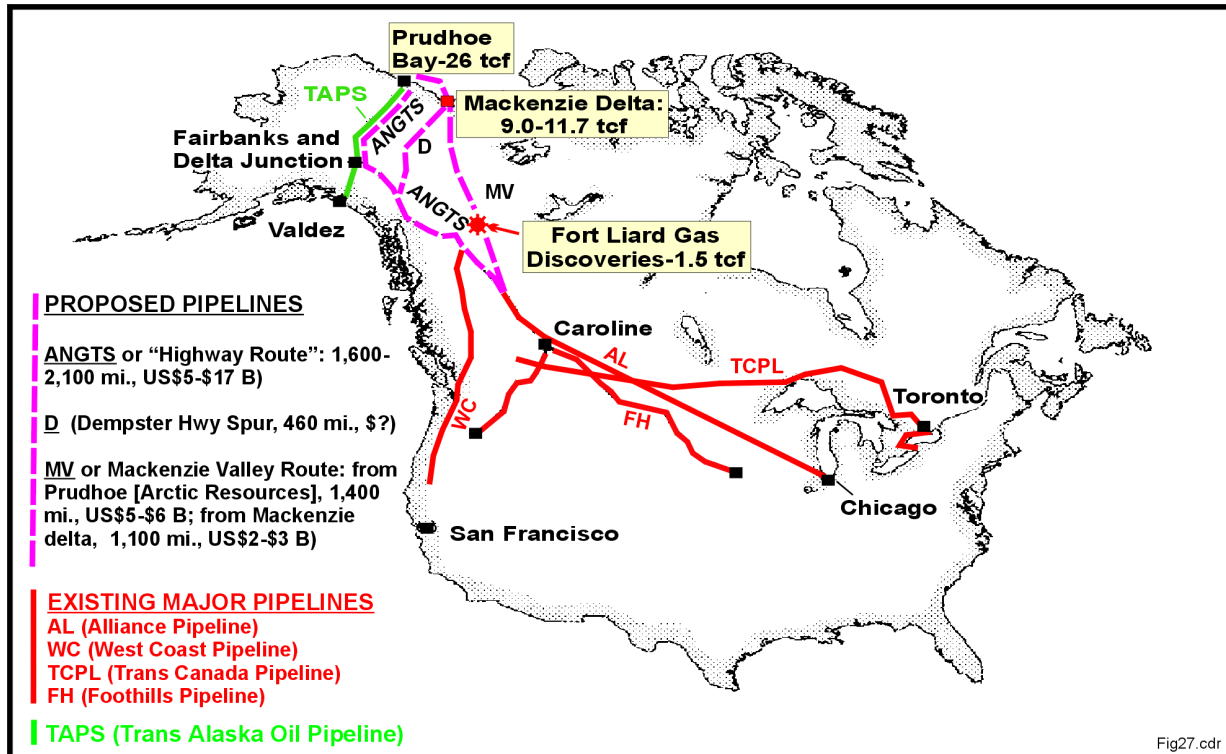 Prudhoe
Bay-26 tcf
TAPS
Mackenzie Delta:
9.0-11.7 tcf
ANGTS
Fairbanks and
Delta Junction
D
MV
ANGTS
Valdez
Fort Liard Gas
Discoveries-1.5 tcf
PROPOSED PIPELINES
ANGTS or “Highway Route”: 1,600-
2,100 mi., US$5-$17 B)
D (Dempster Hwy Spur, 460 mi., $?)
MV or Mackenzie Valley Route: from
Prudhoe [Arctic Resources], 1,400
mi., US$5-$6 B; from Mackenzie
delta, 1,100 mi., US$2-$3 B)
Caroline
AL
TCPL
Toronto
WC
FH
Chicago
San Francisco
EXISTING MAJOR PIPELINES
AL (Alliance Pipeline)
WC (West Coast Pipeline)
TCPL (Trans Canada Pipeline)
FH (Foothills Pipeline)
TAPS (Trans Alaska Oil Pipeline)
Fig27.cdr